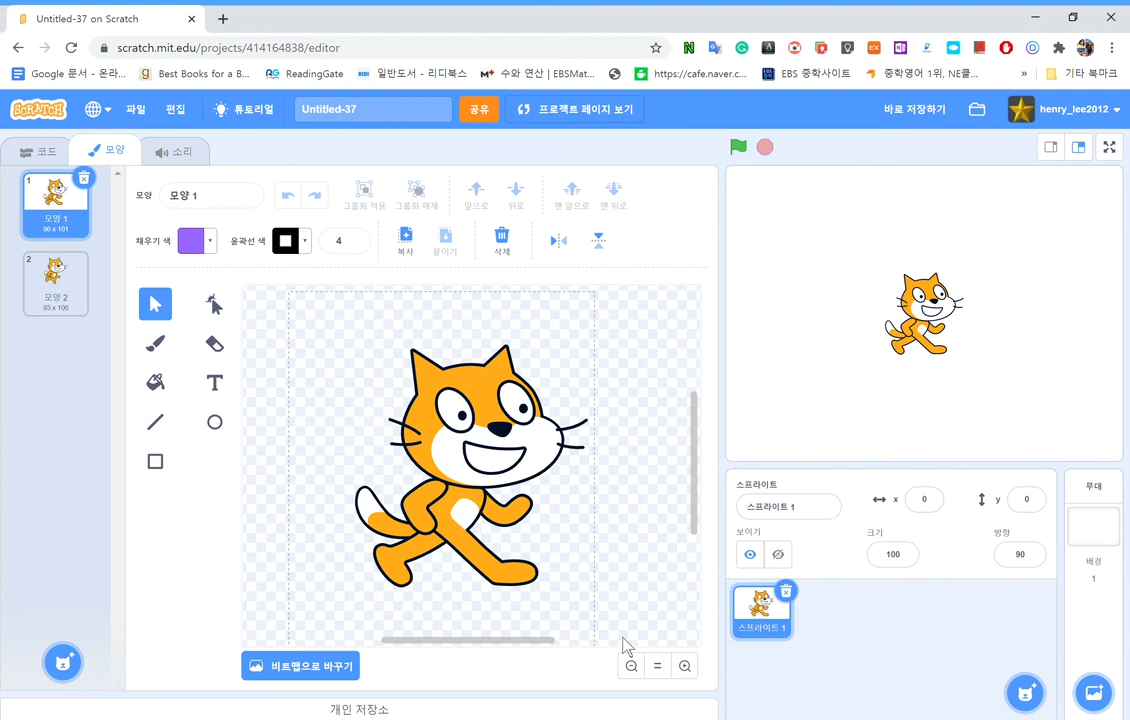 Untitled-37 on Scratch
scratch.mit.edu/projects/414164838/editor
Google 문서 - 온라...
Best Books for a B...
ReadingGate
일반도서 - 리디북스
수와 연산 | EBSMat...
https://cafe.naver.c...
EBS 중학사이트
중학영어 1위, NE클...
»
기타 북마크
SCRATCH
파일
편집
튜토리얼
Untitled-37
공유
프로젝트 페이지 보기
바로 저장하기
henry_lee2012
코드
모양
소리
1
모양 1
96 x 101
2
모양 2
93 x 106
모양
모양 1
그룹화 적용
그룹화 해제
앞으로
뒤로
맨 앞으로
맨 뒤로
채우기 색
윤곽선 색
4
복사
붙이기
삭제
비트맵으로 바꾸기
개인 저장소
스프라이트
스프라이트 1
x
0
y
0
보이기
크기
100
방향
90
스프라이트 1
무대
배경
1